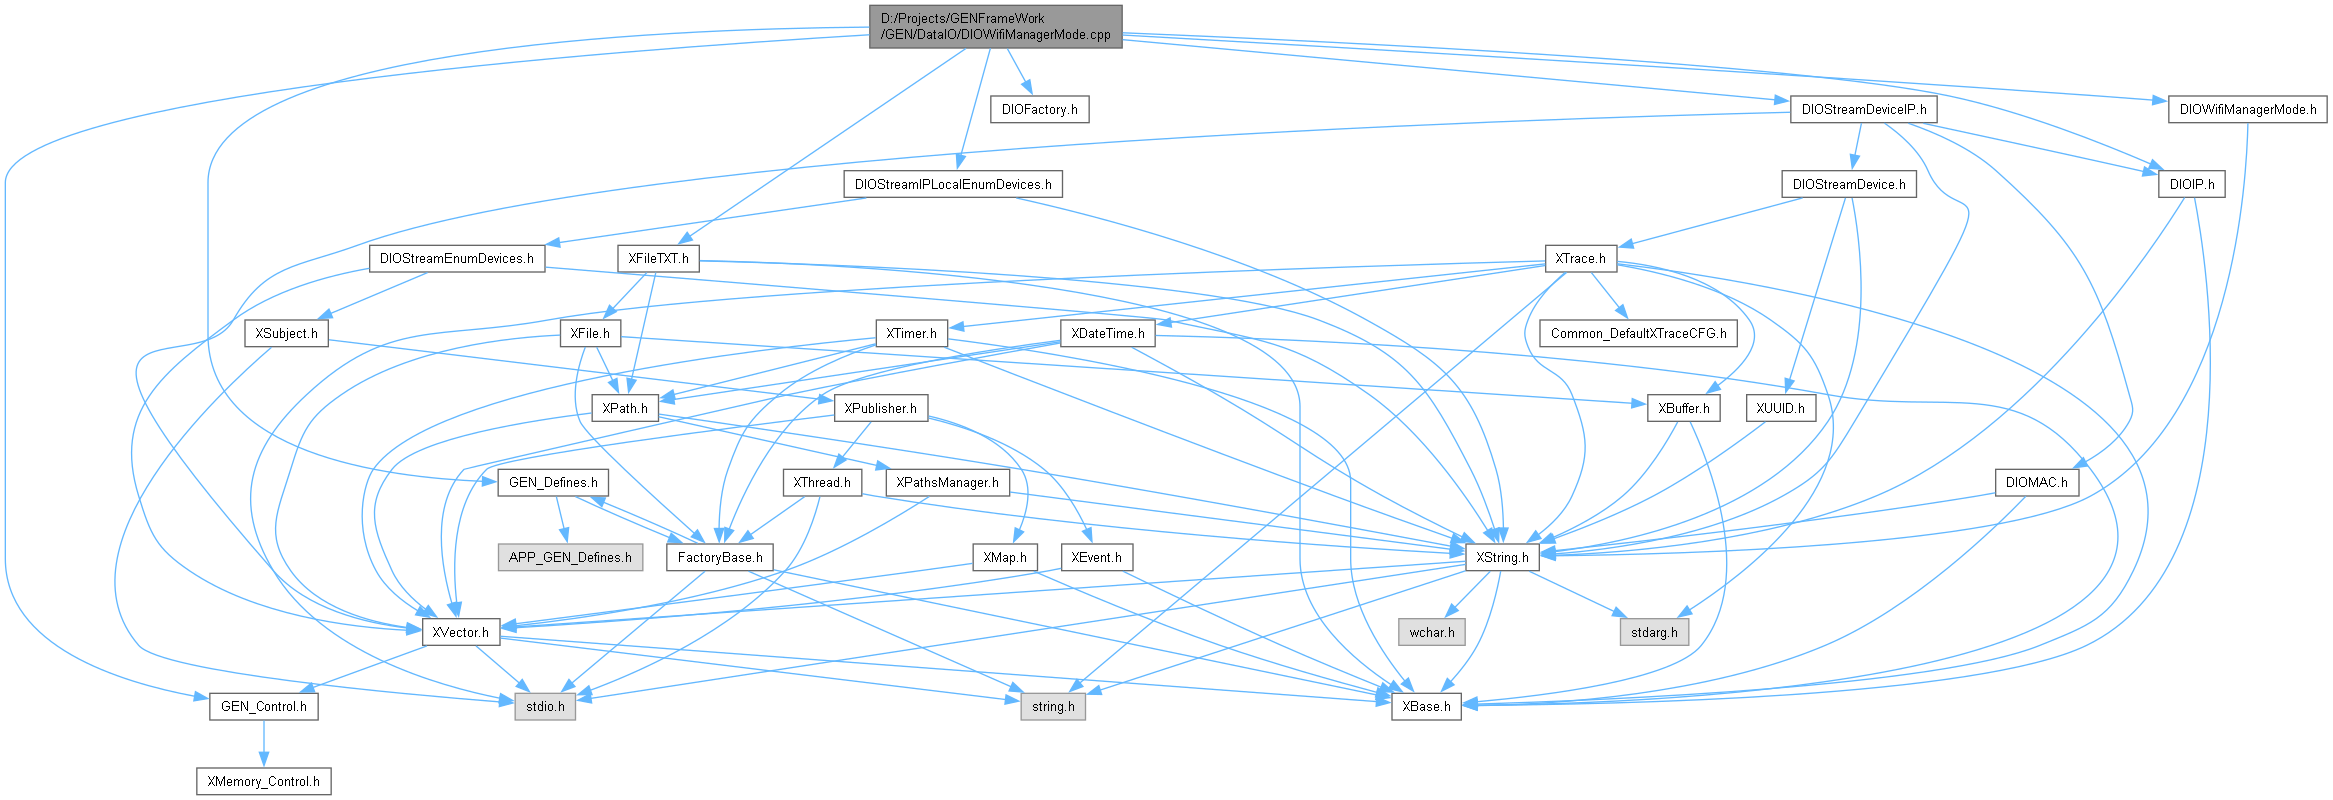 D:/Projects/GENFrameWork
/GEN/DataIO/DIOWifiManagerMode.cpp
DIOFactory.h
DIOStreamDeviceIP.h
DIOWifiManagerMode.h
DIOStreamIPLocalEnumDevices.h
DIOStreamDevice.h
DIOIP.h
DIOStreamEnumDevices.h
XFileTXT.h
XTrace.h
XSubject.h
XFile.h
XTimer.h
XDateTime.h
Common_DefaultXTraceCFG.h
XPath.h
XPublisher.h
XBuffer.h
XUUID.h
GEN_Defines.h
XThread.h
XPathsManager.h
DIOMAC.h
APP_GEN_Defines.h
FactoryBase.h
XMap.h
XEvent.h
XString.h
XVector.h
wchar.h
stdarg.h
GEN_Control.h
stdio.h
string.h
XBase.h
XMemory_Control.h